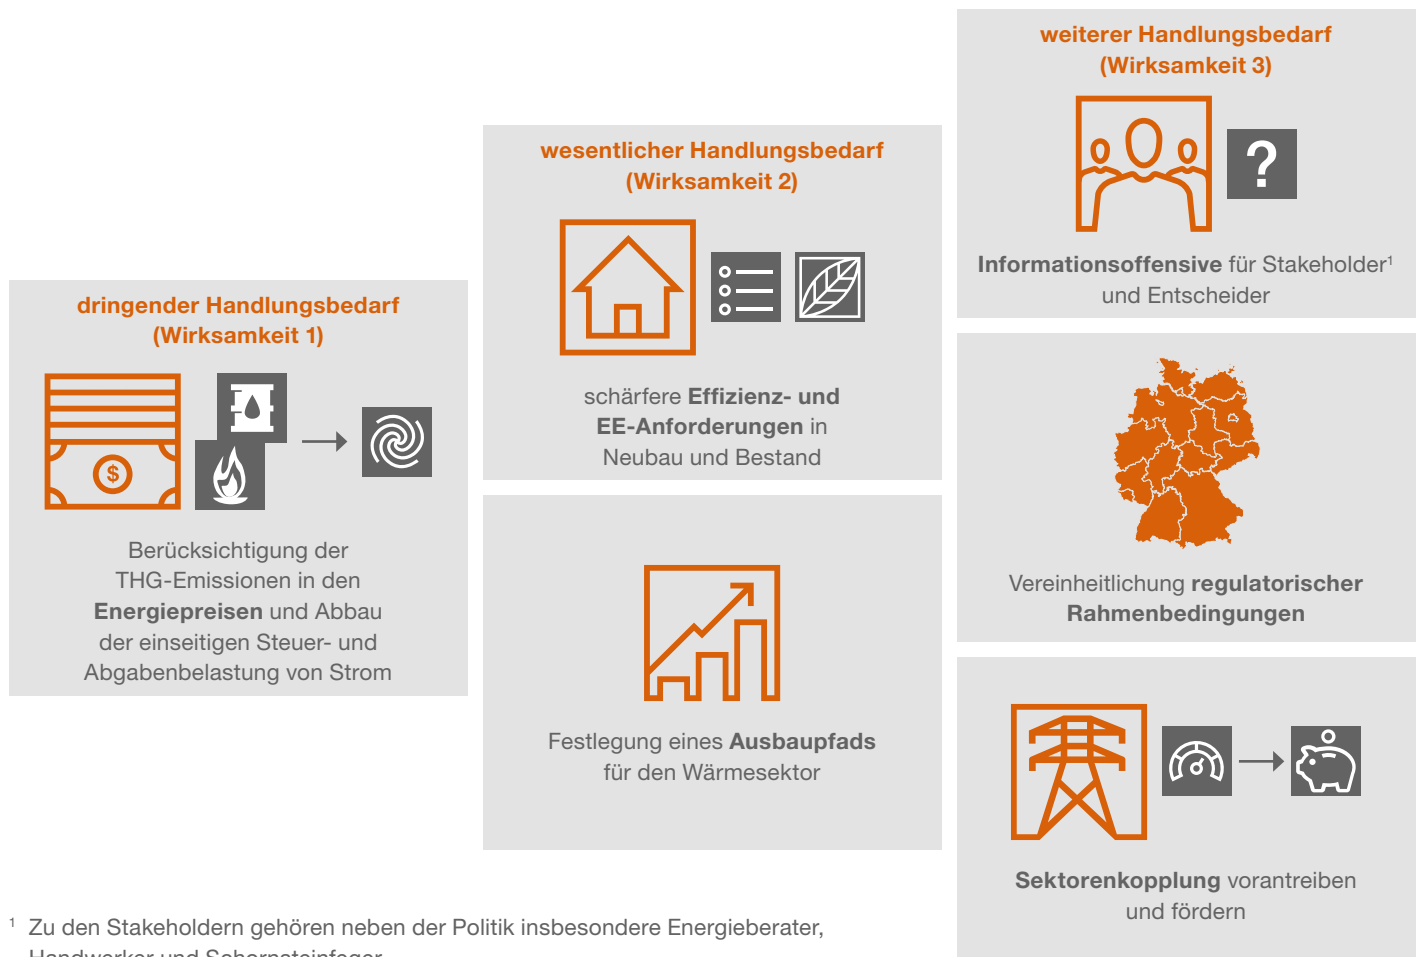 dringender Handlungsbedarf
(Wirksamkeit 1)
$
Berücksichtigung der
THG-Emissionen in den
Energiepreisen und Abbau
der einseitigen Steuer- und
Abgabenbelastung von Strom
wesentlicher Handlungsbedarf
(Wirksamkeit 2)
schärfere Effizienz- und
EE-Anforderungen in
Neubau und Bestand
Festlegung eines Ausbaupfads
für den Wärmesektor
weiterer Handlungsbedarf
(Wirksamkeit 3)
?
Informationsoffensive für Stakeholder¹
und Entscheider
Vereinheitlichung regulatorischer
Rahmenbedingungen
Sektorenkopplung vorantreiben
und fördern
¹ Zu den Stakeholdern gehören neben der Politik insbesondere Energieberater,
Handwerker und Schornsteinfeger